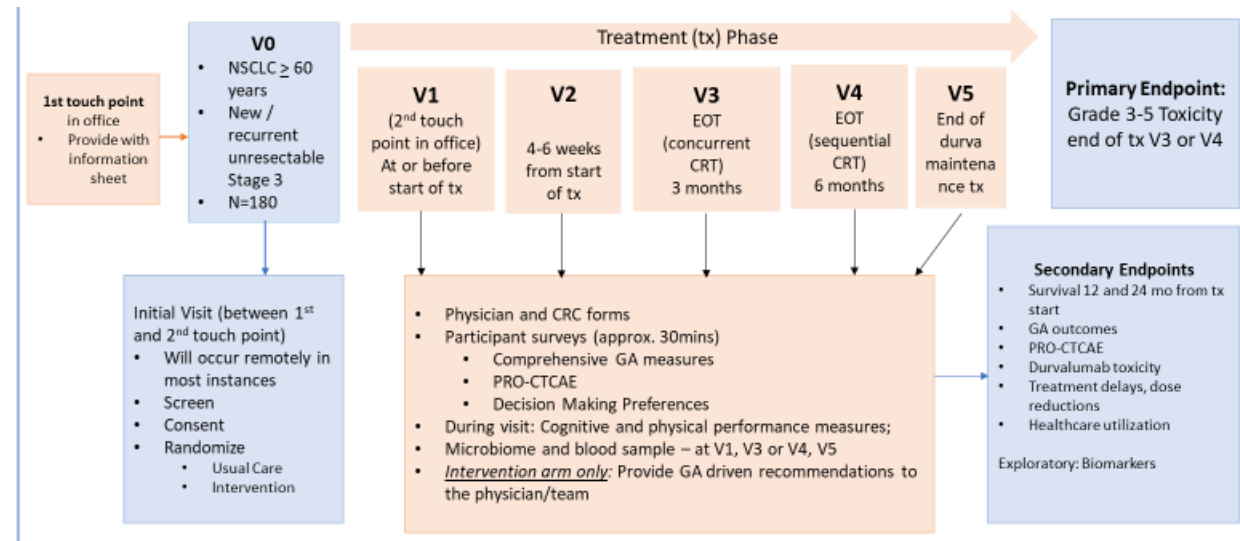 1st touch point
in office
• Provide with
information
sheet
V0
• NSCLC ≥ 60
years
• New /
recurrent
unresectable
Stage 3
• N=180
Treatment (tx) Phase
V1
(2nd touch
point in office)
At or before
start of tx
V2
4-6 weeks
from start
of tx
V3
EOT
(concurrent
CRT)
3 months
V4
EOT
(sequential
CRT)
6 months
V5
End of
durva
maintena
nce tx
Primary Endpoint:
Grade 3-5 Toxicity
end of tx V3 or V4
Initial Visit (between 1st
and 2nd touch point)
• Will occur remotely in
most instances
• Screen
• Consent
• Randomize
• Usual Care
• Intervention
• Physician and CRC forms
• Participant surveys (approx. 30mins)
• Comprehensive GA measures
• PRO-CTCAE
• Decision Making Preferences
• During visit: Cognitive and physical performance measures;
• Microbiome and blood sample – at V1, V3 or V4, V5
• Intervention arm only: Provide GA driven recommendations to
the physician/team
Secondary Endpoints
• Survival 12 and 24 mo from tx
start
• GA outcomes
• PRO-CTCAE
• Durvalumab toxicity
• Treatment delays, dose
reductions
• Healthcare utilization
Exploratory: Biomarkers